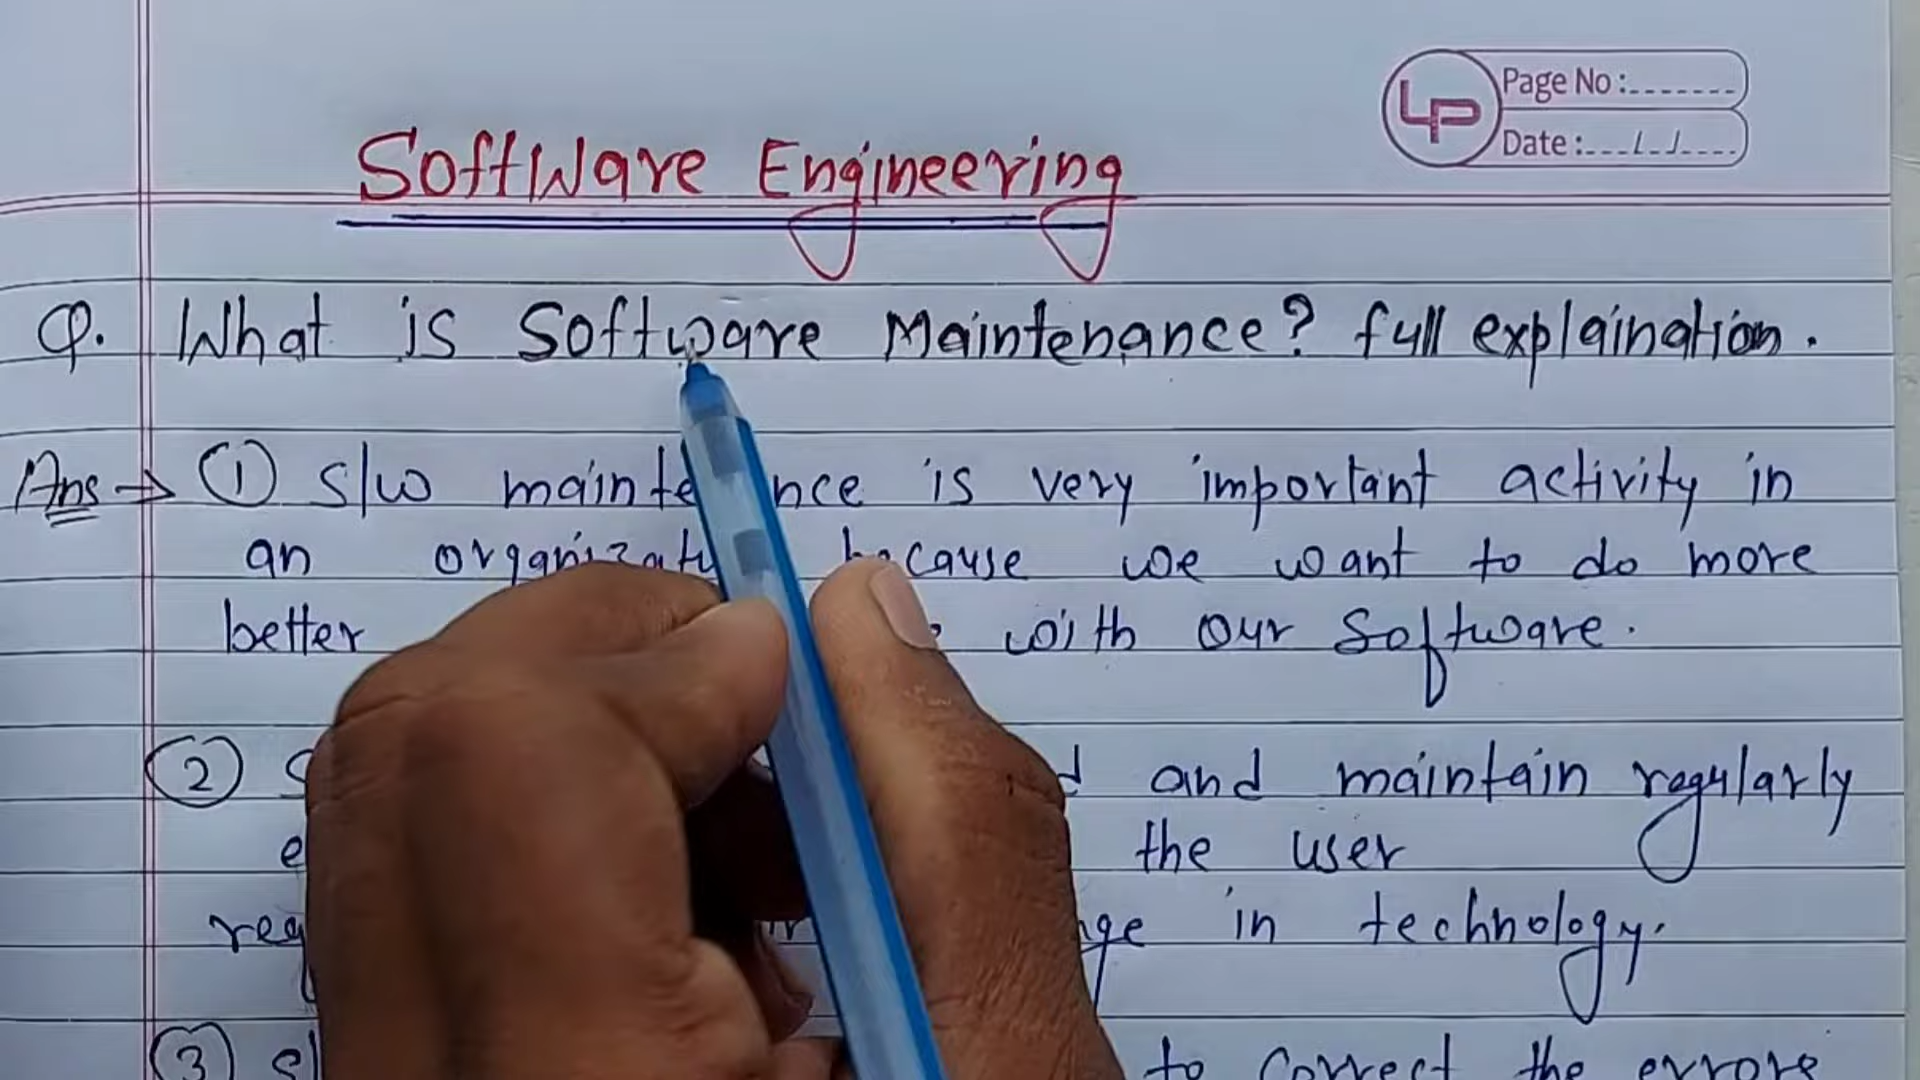 LP
Page No :
Date :
Software Engineering
Q. What is Software Maintenance? full explaination.
Ans → ① S/W mainte nce is very important activity in
an because we want to do more
better with our Software.
② and maintain regularly
the user
in technology.
③ to correct the errors